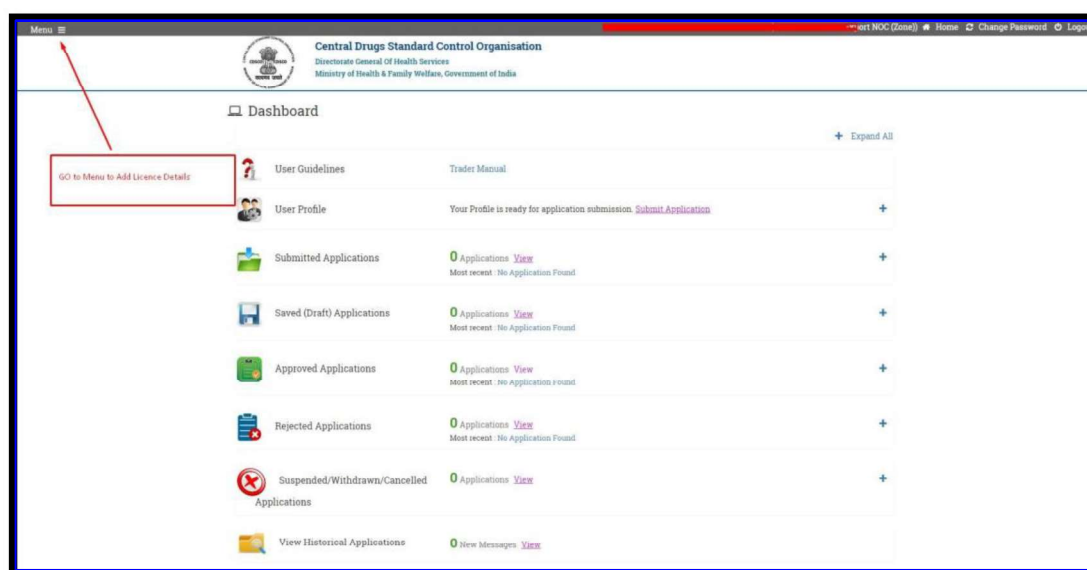 Menu
ort NOC (Zone)) Home Change Password Logou
Central Drugs Standard Control Organisation
Directorate General Of Health Services
Ministry of Health & Family Welfare, Government of India
Dashboard
+ Expand All
GO to Menu to Add Licence Details
User Guidelines Trader Manual
User Profile Your Profile is ready for application submission. Submit Application +
Submitted Applications 0 Applications View +
Most recent : No Application Found
Saved (Draft) Applications 0 Applications View +
Most recent : No Application Found
Approved Applications 0 Applications View +
Most recent : No Application Found
Rejected Applications 0 Applications View +
Most recent : No Application Found
Suspended/Withdrawn/Cancelled 0 Applications View +
Applications
View Historical Applications 0 New Messages View